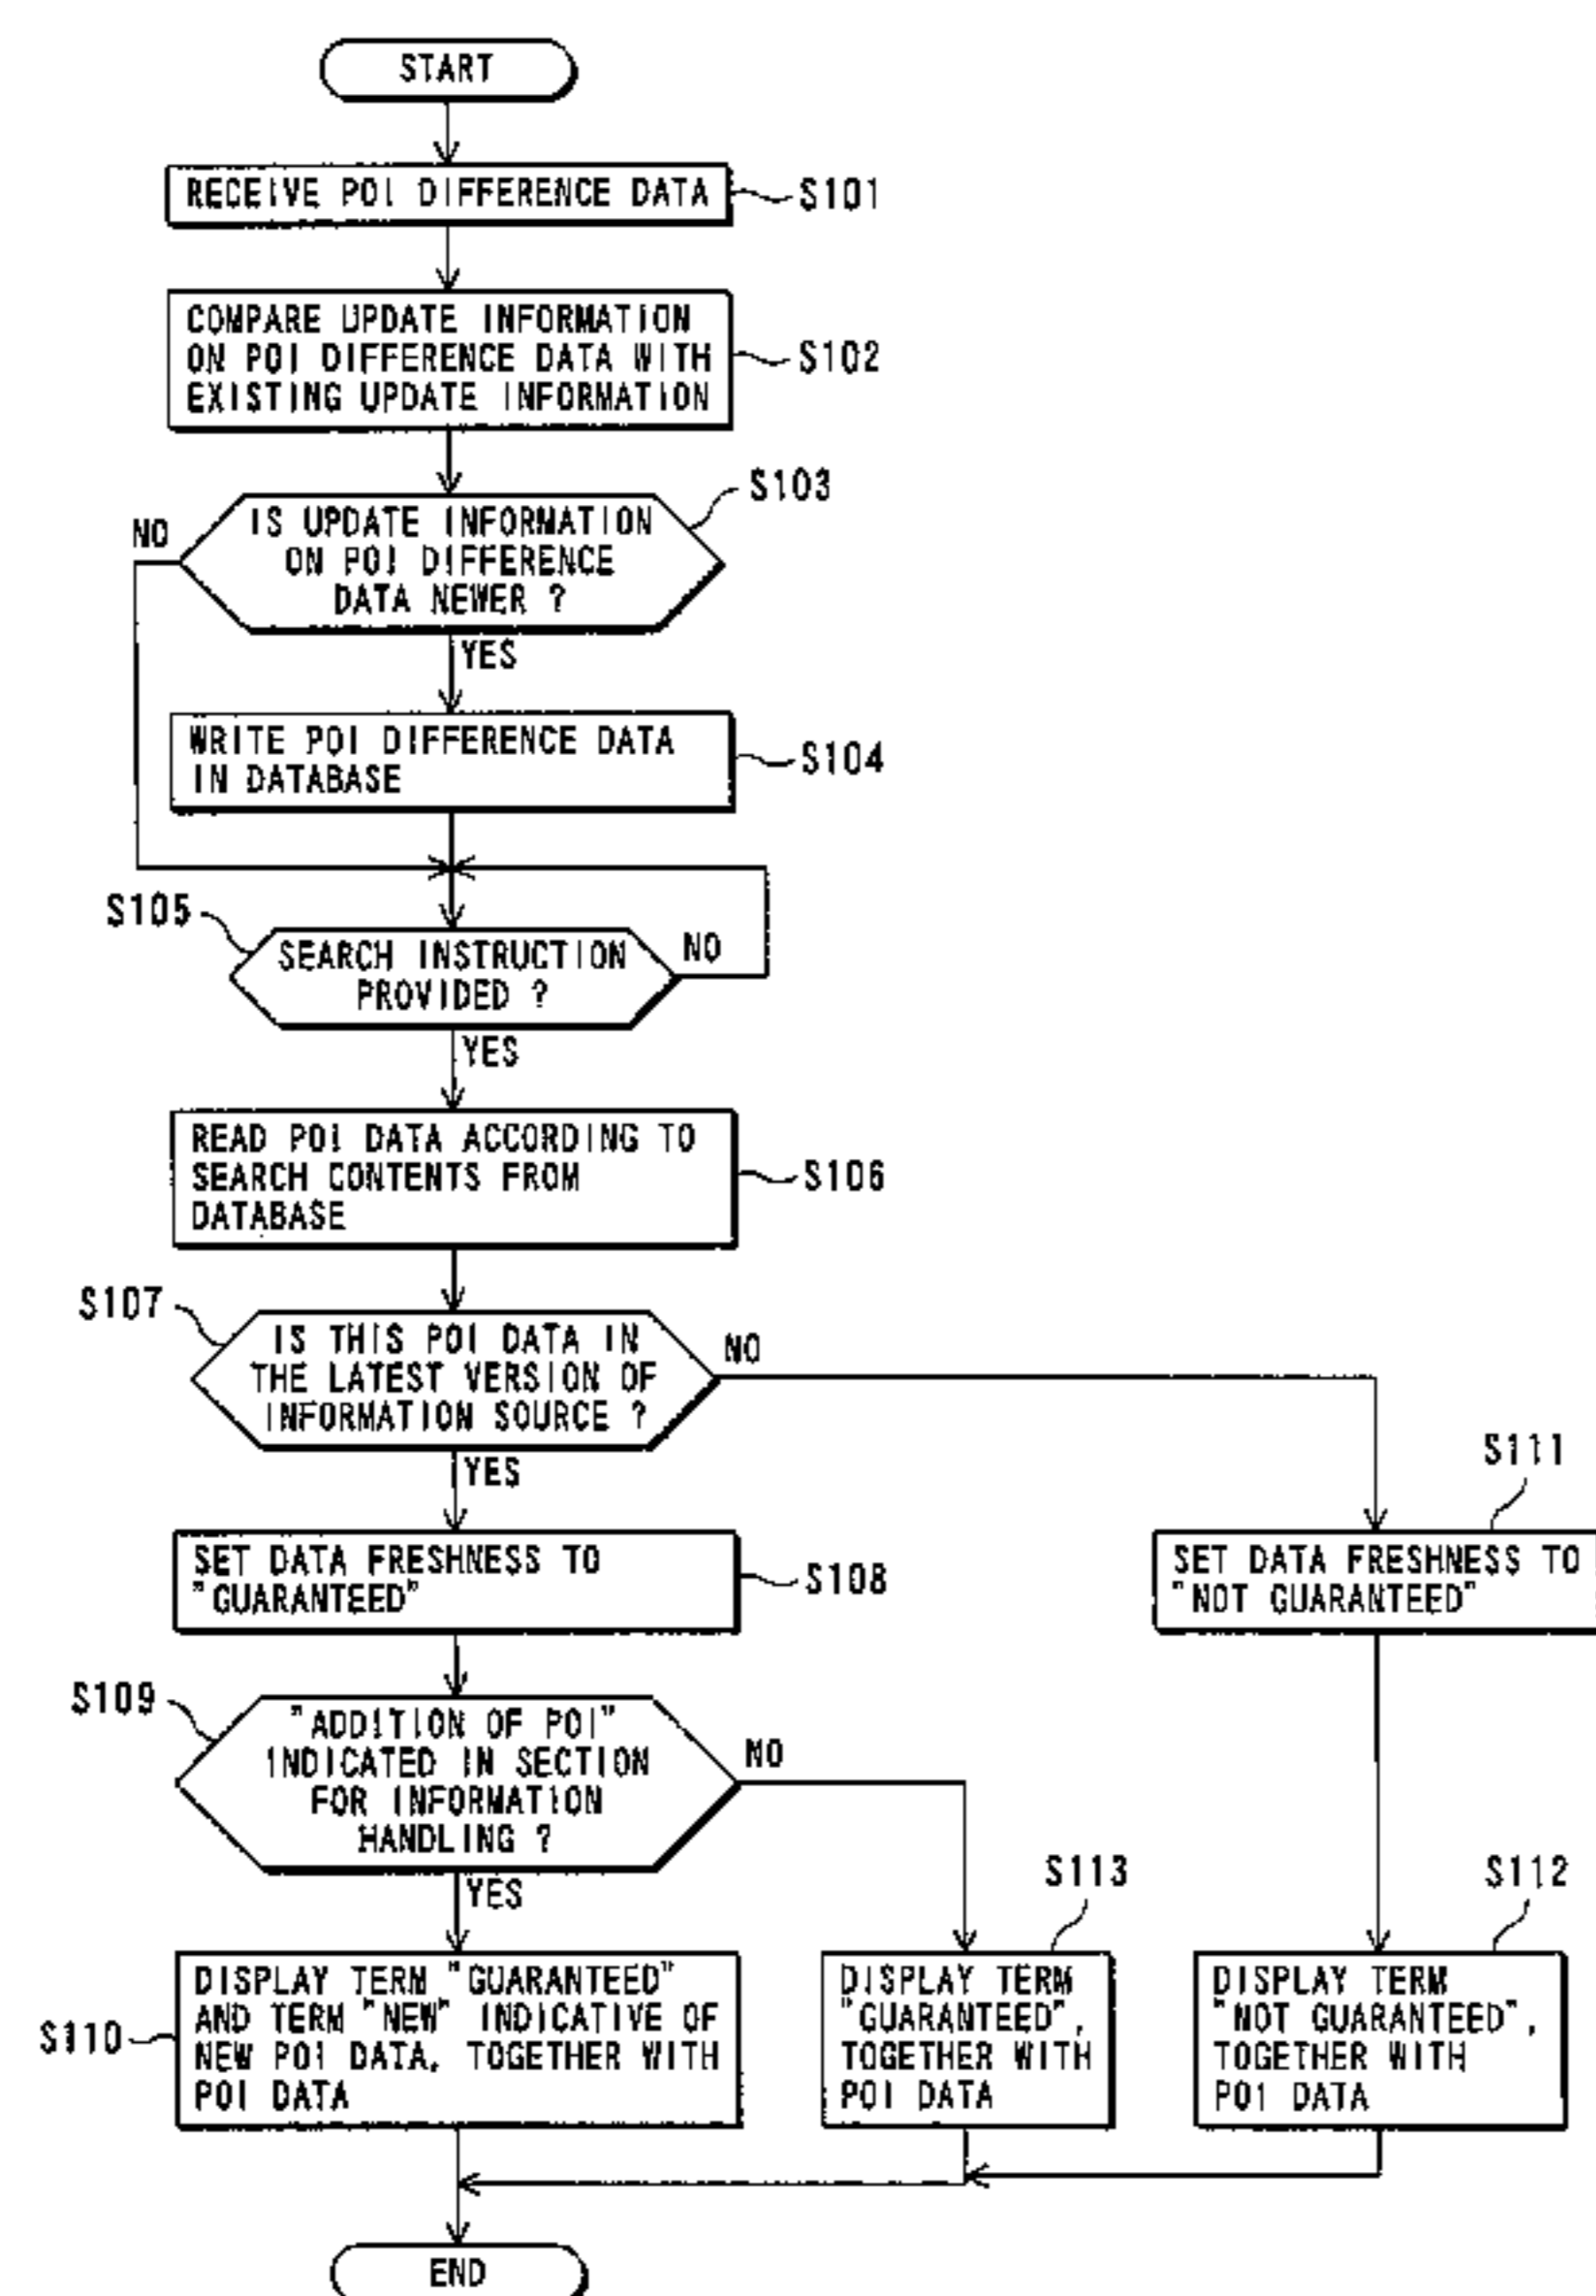 START
RECEIVE POI DIFFERENCE DATA
S101
COMPARE UPDATE INFORMATION
ON POI DIFFERENCE DATA WITH
EXISTING UPDATE INFORMATION
S102
S103
IS UPDATE INFORMATION
ON POI DIFFERENCE
DATA NEWER ?
NO
YES
WRITE POI DIFFERENCE DATA
IN DATABASE
S104
S105
SEARCH INSTRUCTION
PROVIDED ?
NO
YES
READ POI DATA ACCORDING TO
SEARCH CONTENTS FROM
DATABASE
S106
S107
IS THIS POI DATA IN
THE LATEST VERSION OF
INFORMATION SOURCE ?
NO
YES
S111
SET DATA FRESHNESS TO
"GUARANTEED"
S108
SET DATA FRESHNESS TO
"NOT GUARANTEED"
S109
"ADDITION OF POI"
INDICATED IN SECTION
FOR INFORMATION
HANDLING ?
NO
YES
S113
S112
S110
DISPLAY TERM "GUARANTEED"
AND TERM "NEW" INDICATIVE OF
NEW POI DATA, TOGETHER WITH
POI DATA
DISPLAY TERM
"GUARANTEED",
TOGETHER WITH
POI DATA
DISPLAY TERM
"NOT GUARANTEED",
TOGETHER WITH
POI DATA
END